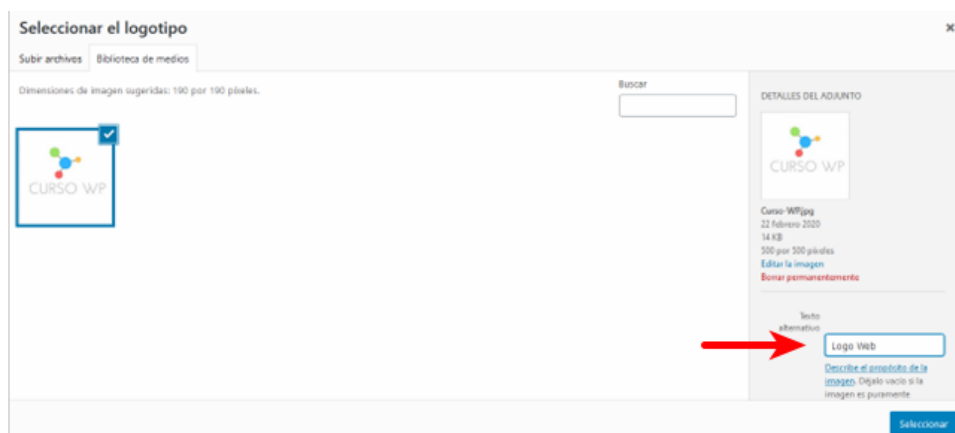 Seleccionar el logotipo
Subir archivos Biblioteca de medios
Dimensiones de imagen sugeridas: 190 por 190 píxeles.
Buscar
CURSO WP
DETALLES DEL ADJUNTO
CURSO WP
Curso-WP.jpg
22 febrero 2020
14 KB
500 por 500 píxeles
Editar la imagen
Borrar permanentemente
Texto
alternativo
Logo Web
Describe el propósito de la
imagen. Déjalo vacío si la
imagen es puramente
Seleccionar